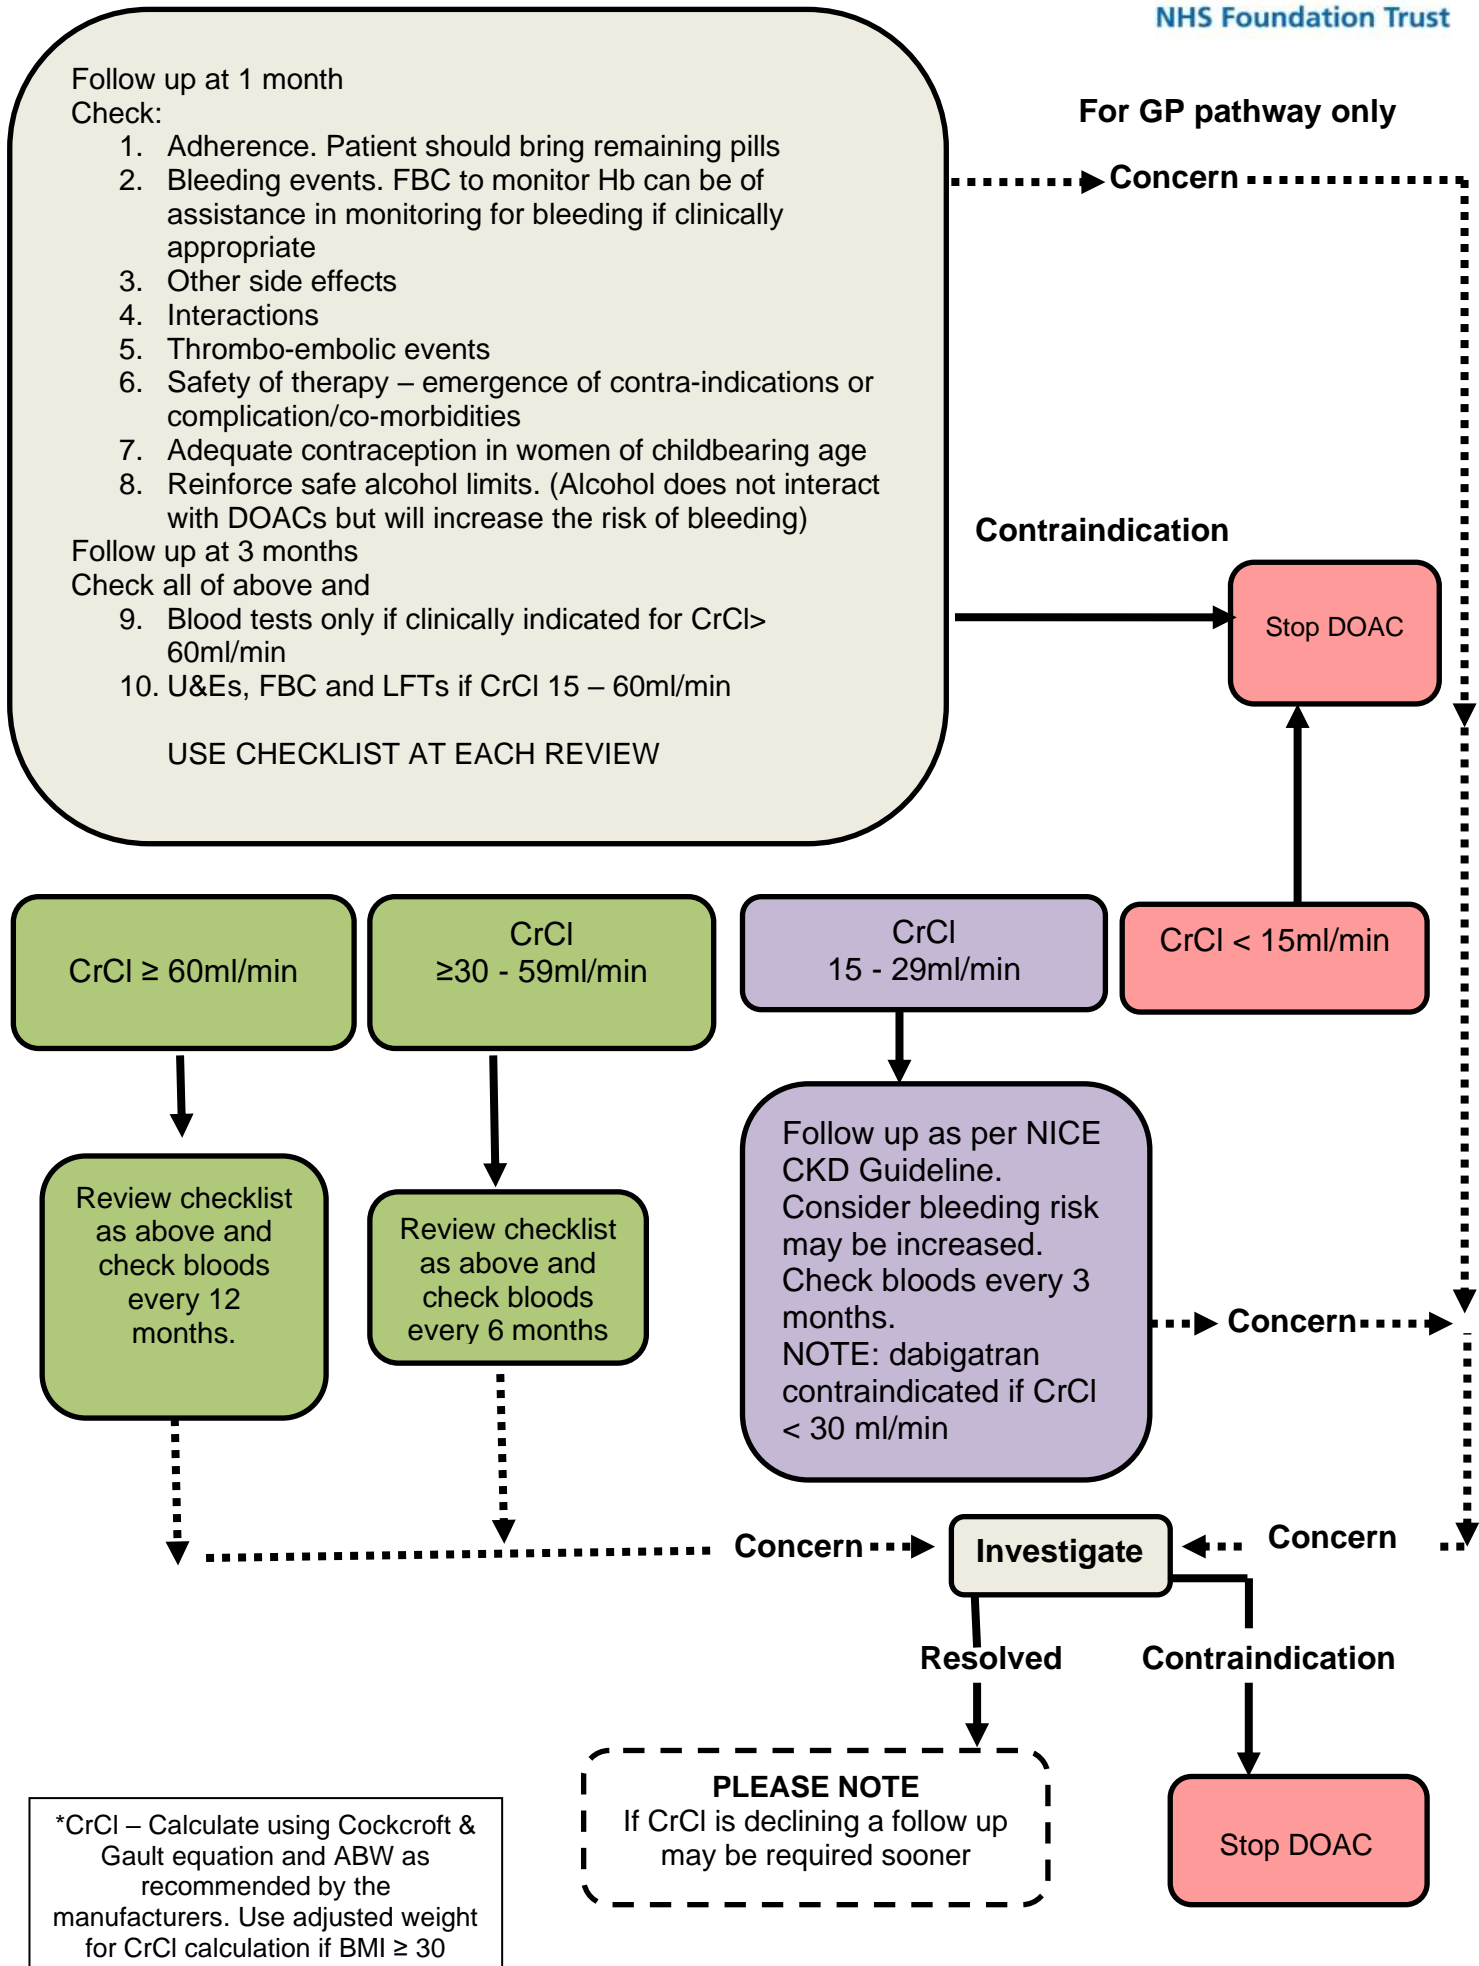 NHS Foundation Trust
Follow up at 1 month
Check:
1. Adherence. Patient should bring remaining pills
2. Bleeding events. FBC to monitor Hb can be of
assistance in monitoring for bleeding if clinically
appropriate
3. Other side effects
4. Interactions
5. Thrombo-embolic events
6. Safety of therapy – emergence of contra-indications or
complication/co-morbidities
7. Adequate contraception in women of childbearing age
8. Reinforce safe alcohol limits. (Alcohol does not interact
with DOACs but will increase the risk of bleeding)
Follow up at 3 months
Check all of above and
9. Blood tests only if clinically indicated for CrCl>
60ml/min
10. U&Es, FBC and LFTs if CrCl 15 – 60ml/min
USE CHECKLIST AT EACH REVIEW
For GP pathway only
Concern
Contraindication
Stop DOAC
CrCl ≥ 60ml/min
CrCl
≥30 - 59ml/min
CrCl
15 - 29ml/min
CrCl < 15ml/min
Review checklist
as above and
check bloods
every 12
months.
Review checklist
as above and
check bloods
every 6 months
Follow up as per NICE
CKD Guideline.
Consider bleeding risk
may be increased.
Check bloods every 3
months.
NOTE: dabigatran
contraindicated if CrCl
< 30 ml/min
Concern
Concern
Investigate
Concern
Resolved
Contraindication
PLEASE NOTE
If CrCl is declining a follow up
may be required sooner
Stop DOAC
*CrCl – Calculate using Cockcroft &
Gault equation and ABW as
recommended by the
manufacturers. Use adjusted weight
for CrCl calculation if BMI ≥ 30